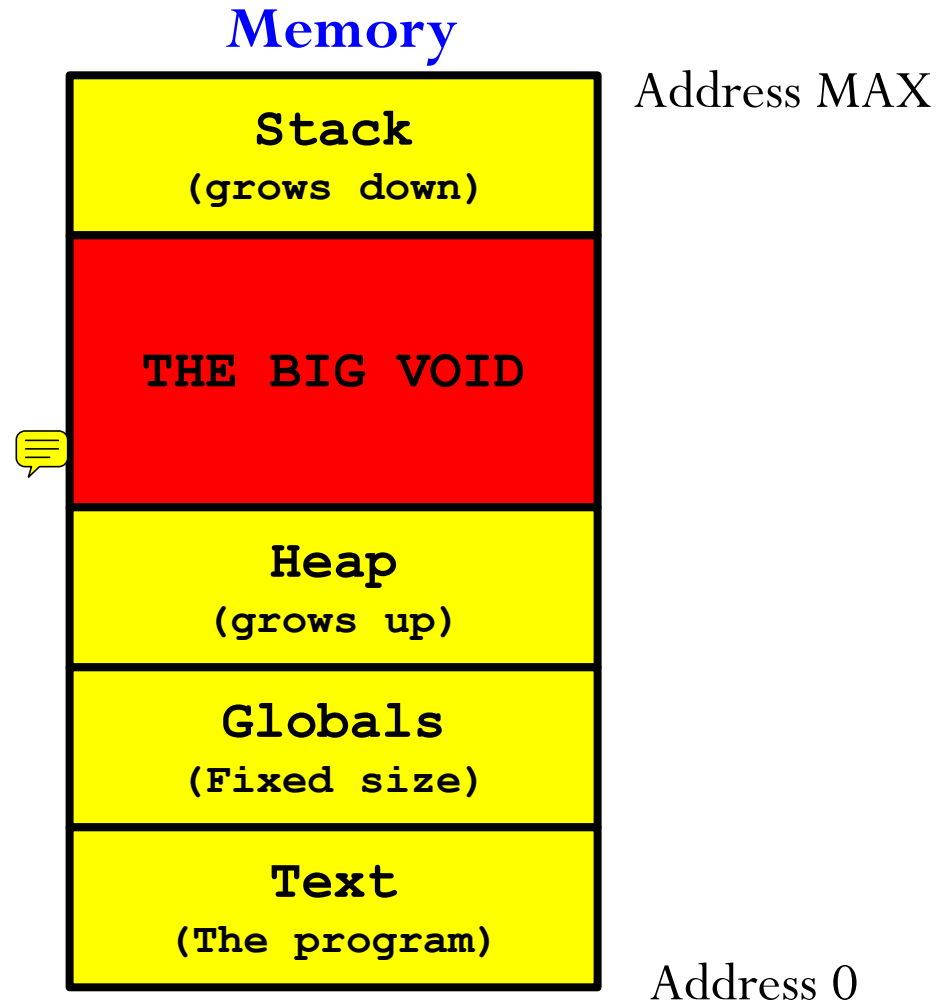 Memory
Address MAX
Stack
(grows down)
THE BIG VOID
Heap
(grows up)
Globals
(Fixed size)
Text
(The program)
Address 0